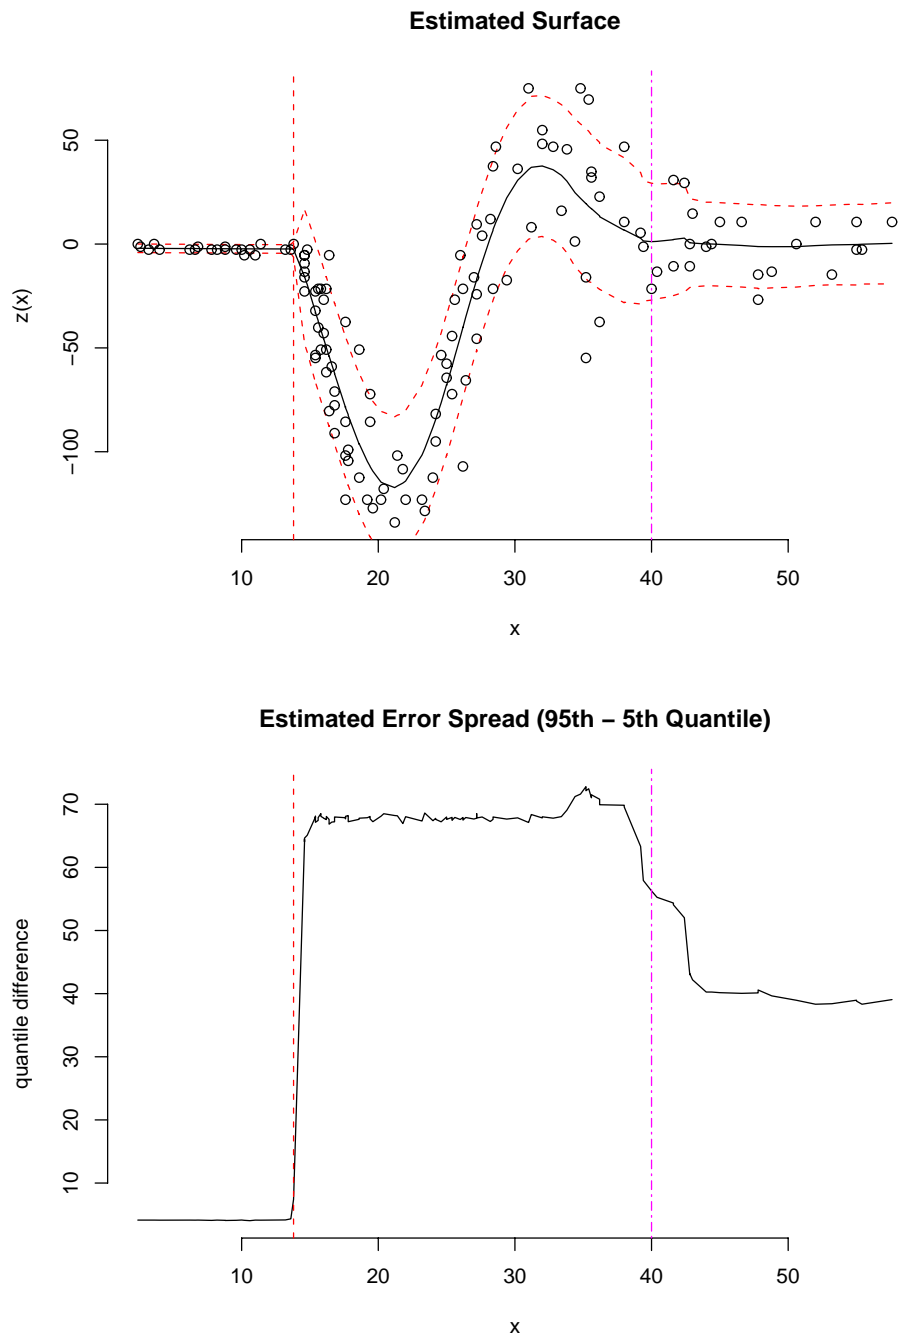 Estimated Surface
50
0
−50
−100
z(x)
10 20 30 40 50
x
Estimated Error Spread (95th − 5th Quantile)
70
60
50
40
30
20
10
quantile difference
10 20 30 40 50
x